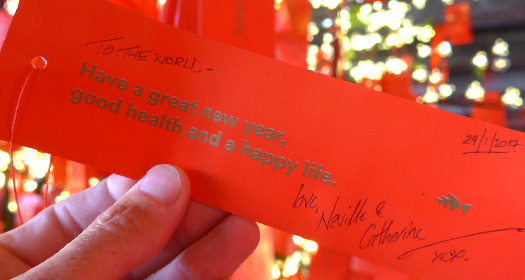 TO THE WORLD,-
Have a great new year,
good health and a happy life.
29/1/2017
love,
Neville &
Catherine
xoxo.